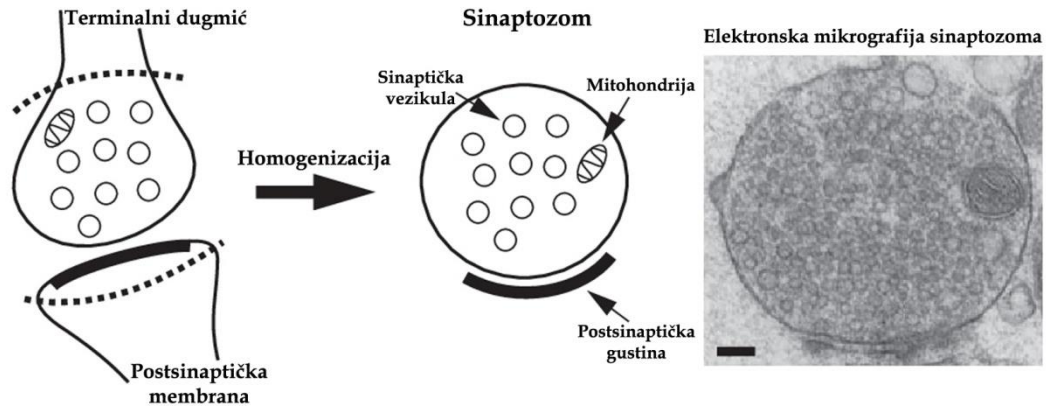 Terminalni dugmić
Sinaptozom
Elektronska mikrografija sinaptozoma
Sinaptička
vezikula
Mitohondrija
Homogenizacija
Postsinaptička
gustina
Postsinaptička
membrana